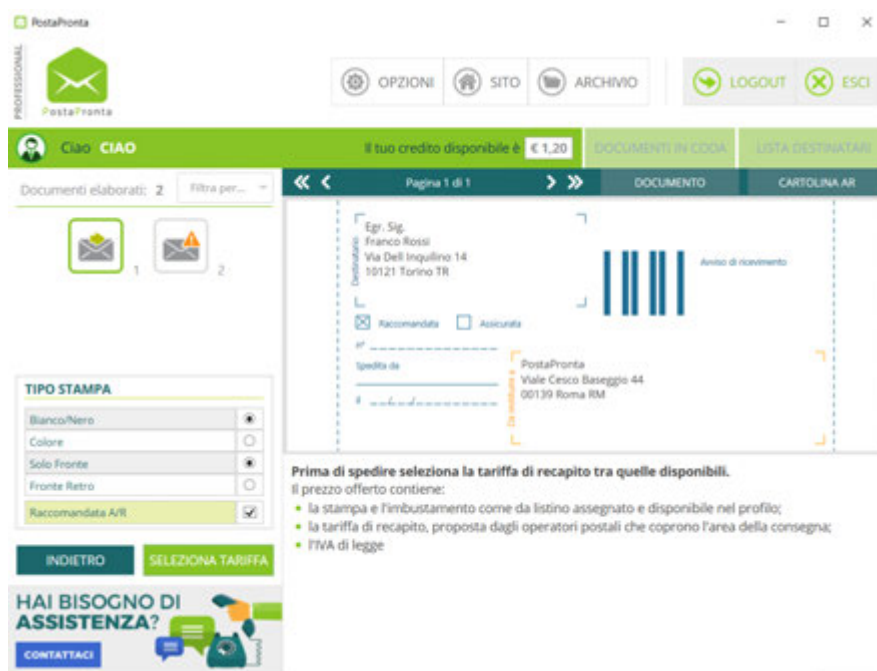 PostaPronta
PROFESSIONAL
PostaPronta
OPZIONI
SITO
ARCHIVIO
LOGOUT
ESCI
Ciao CIAO
Il tuo credito disponibile è € 1,20
DOCUMENTI IN CODA
LISTA DESTINATARI
Documenti elaborati: 2
Filtra per...
Pagina 1 di 1
DOCUMENTO
CARTOLINA AR
1
2
Destinatario
Egr. Sig.
Franco Rossi
Via Dell Inquilino 14
10121 Torino TR
Avviso di ricevimento
Raccomandata
Assicurata
n°
Spedita da
il __/__/__
Da restituire a
PostaPronta
Viale Cesco Baseggio 44
00139 Roma RM
TIPO STAMPA
Bianco/Nero
Colore
Solo Fronte
Fronte Retro
Raccomandata A/R
INDIETRO
SELEZIONA TARIFFA
Prima di spedire seleziona la tariffa di recapito tra quelle disponibili.
Il prezzo offerto contiene:
• la stampa e l'imbustamento come da listino assegnato e disponibile nel profilo;
• la tariffa di recapito, proposta dagli operatori postali che coprono l'area della consegna;
• l'IVA di legge
HAI BISOGNO DI
ASSISTENZA?
CONTATTACI